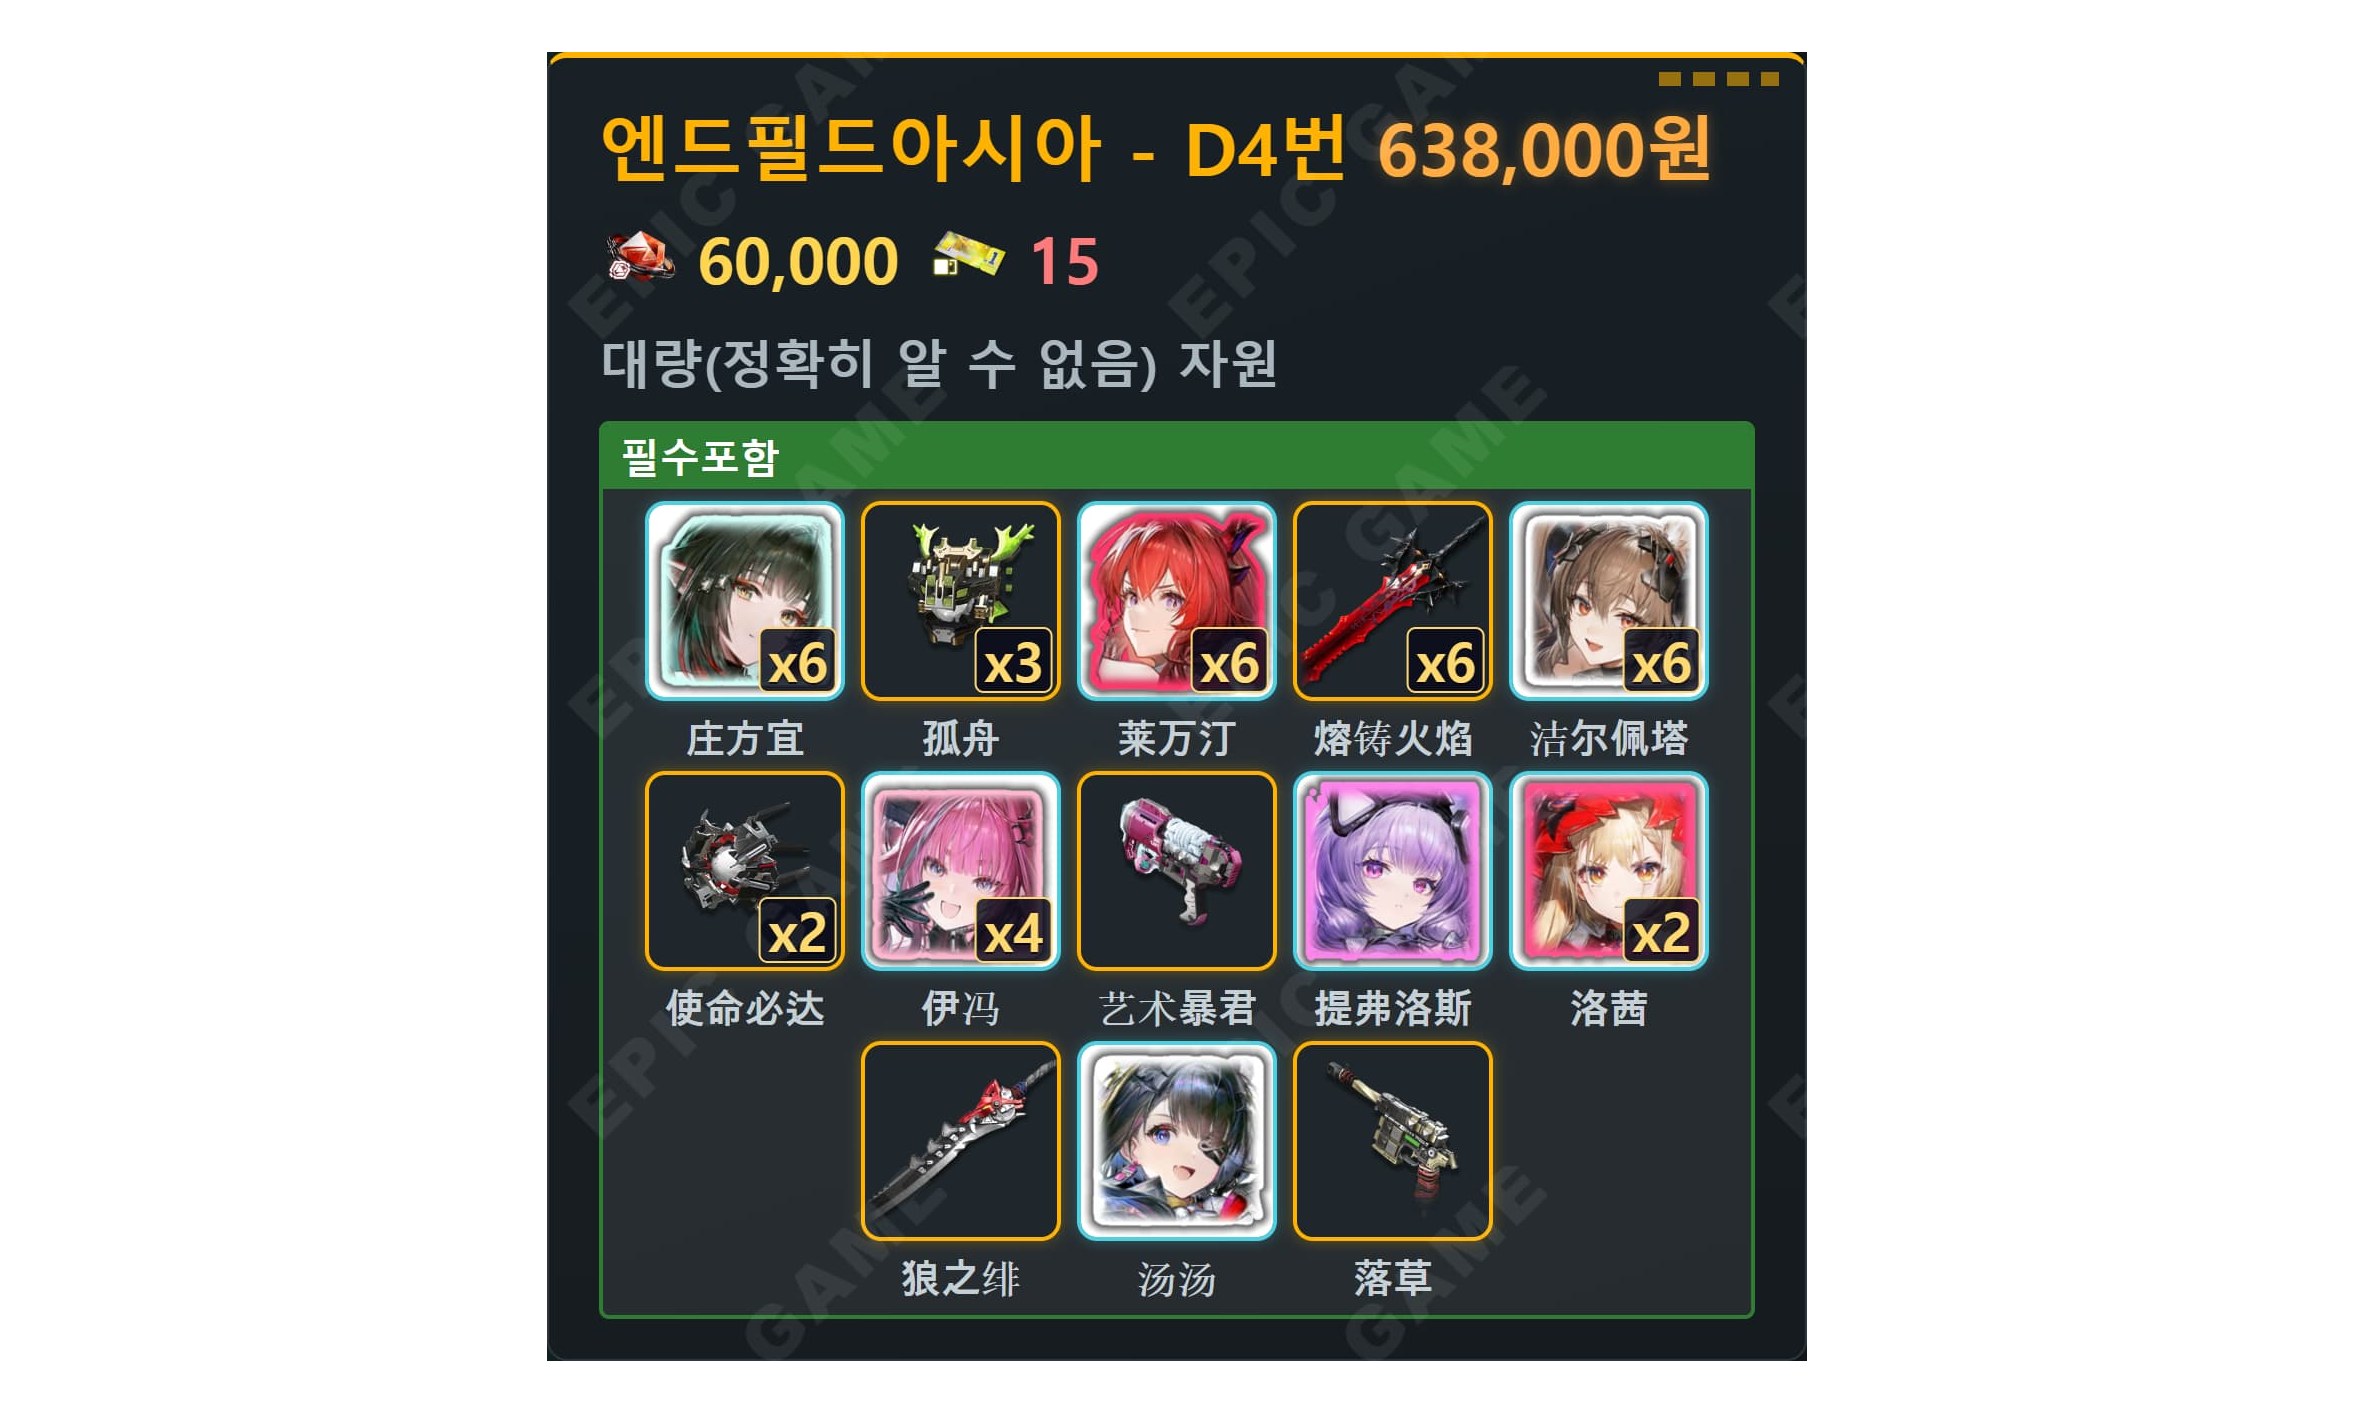 엔드필드아시아 - D4번 638,000원
60,000 15
대량(정확히 알 수 없음) 자원
필수포함
x6 x3 x6 x6 x6
庄方宜 孤舟 莱万汀 熔铸火焰 洁尔佩塔
x2 x4 x2
使命必达 伊冯 艺术暴君 提弗洛斯 洛茜
狼之绯 汤汤 落草
EPIC GAME